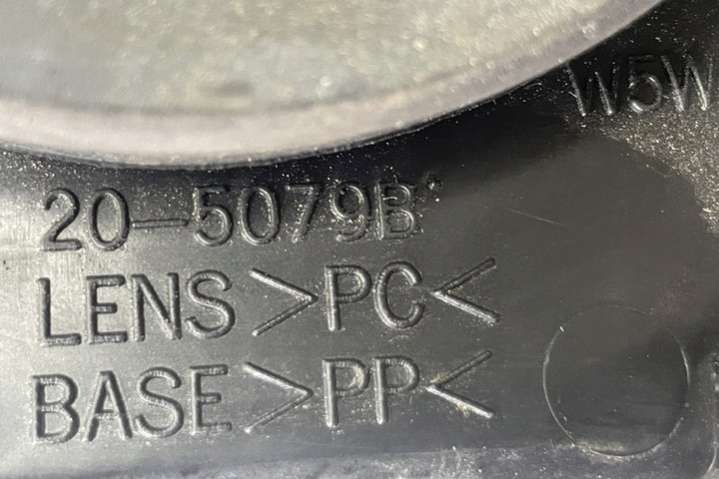 W5W
20-5079B
LENS>PC<
BASE>PP<